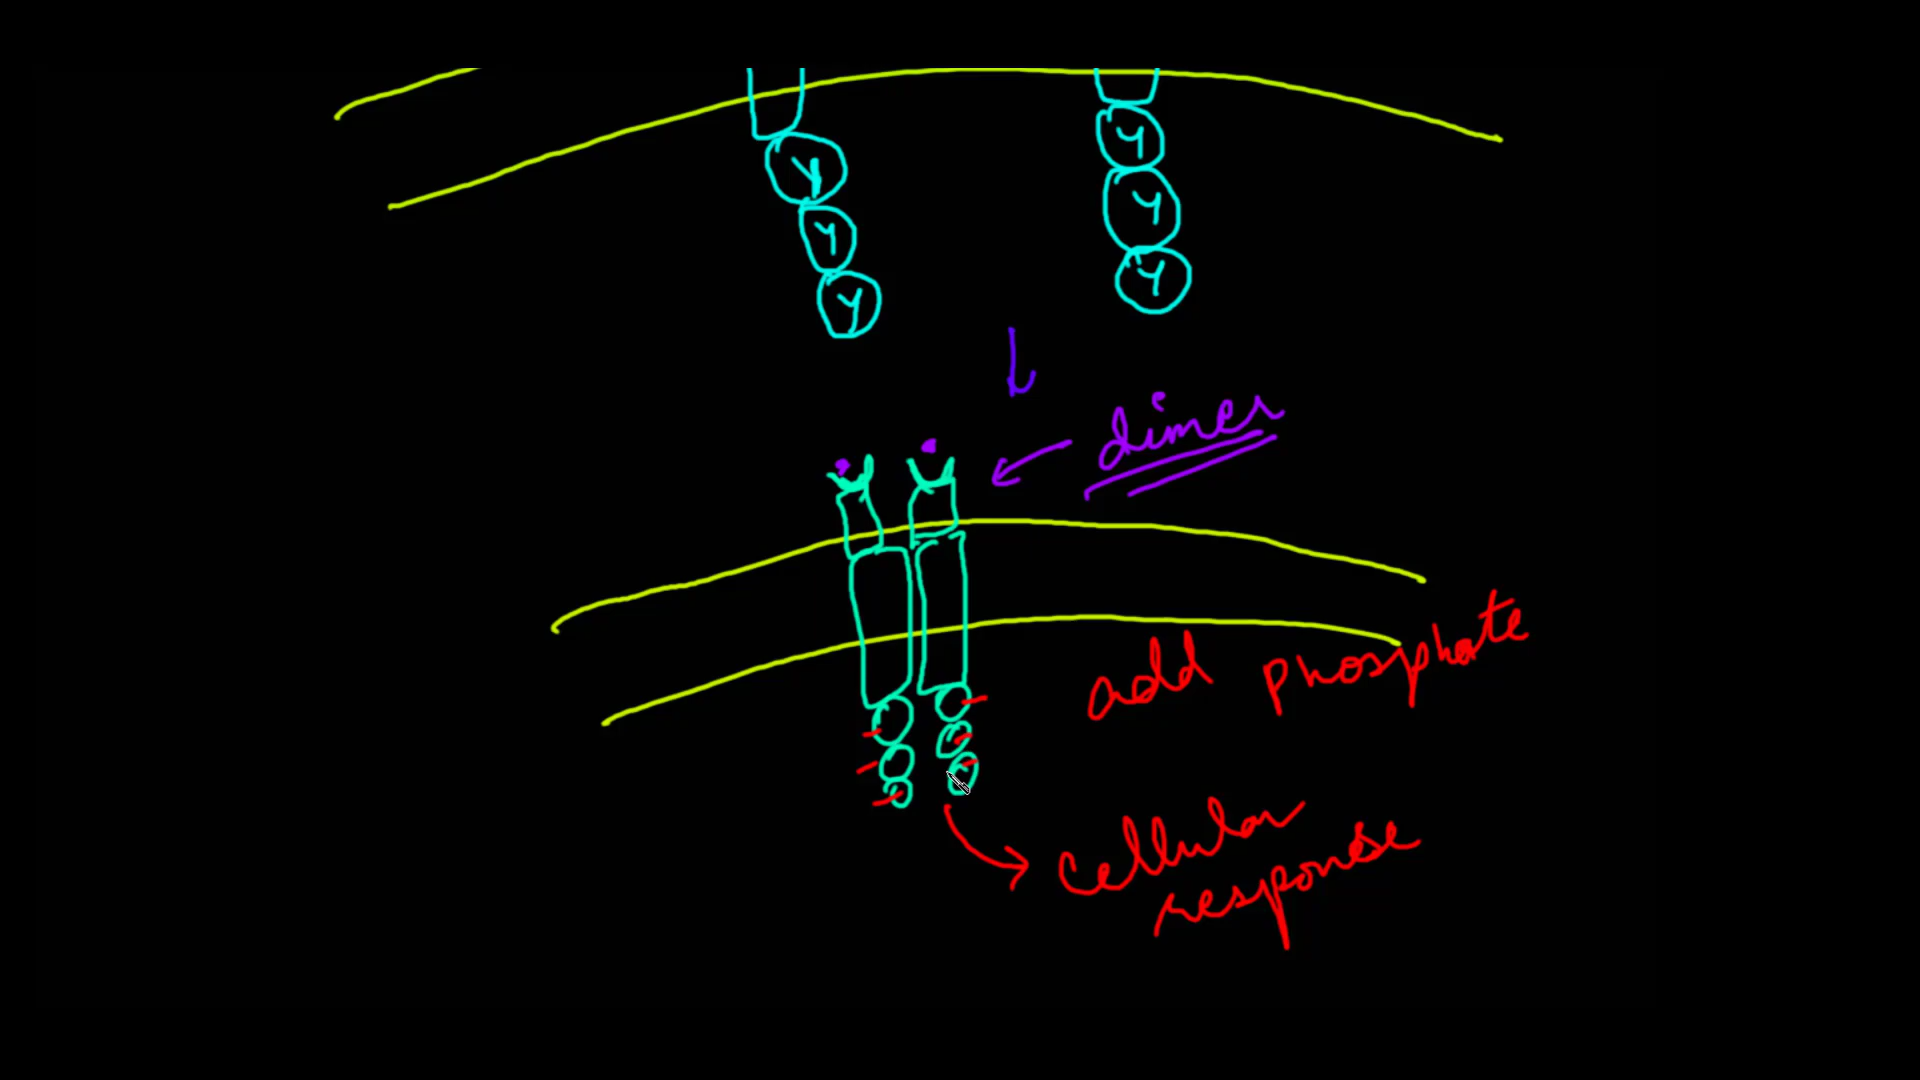 Y Y
Y Y
Y Y
dimer
add phosphate
cellular
response